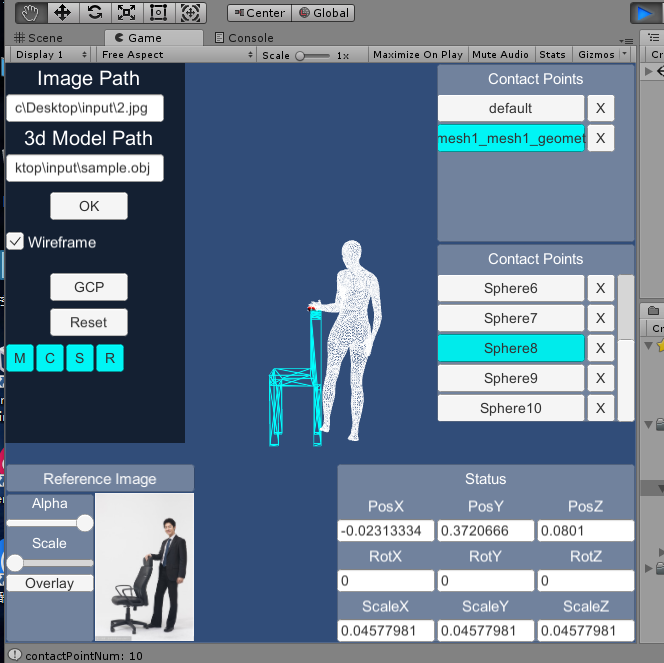 Center Global
Scene Game Console
Display 1 Free Aspect Scale 1x Maximize On Play Mute Audio Stats Gizmos
Image Path
c\Desktop\input\2.jpg
3d Model Path
ktop\input\sample.obj
OK
Wireframe
GCP
Reset
M C S R
Contact Points
default X
mesh1_mesh1_geomet X
Contact Points
Sphere6 X
Sphere7 X
Sphere8 X
Sphere9 X
Sphere10 X
Reference Image
Alpha
Scale
Overlay
Status
PosX PosY PosZ
-0.02313334 0.3720666 0.0801
RotX RotY RotZ
0 0 0
ScaleX ScaleY ScaleZ
0.04577981 0.04577981 0.04577981
contactPointNum: 10
Cr
Cr